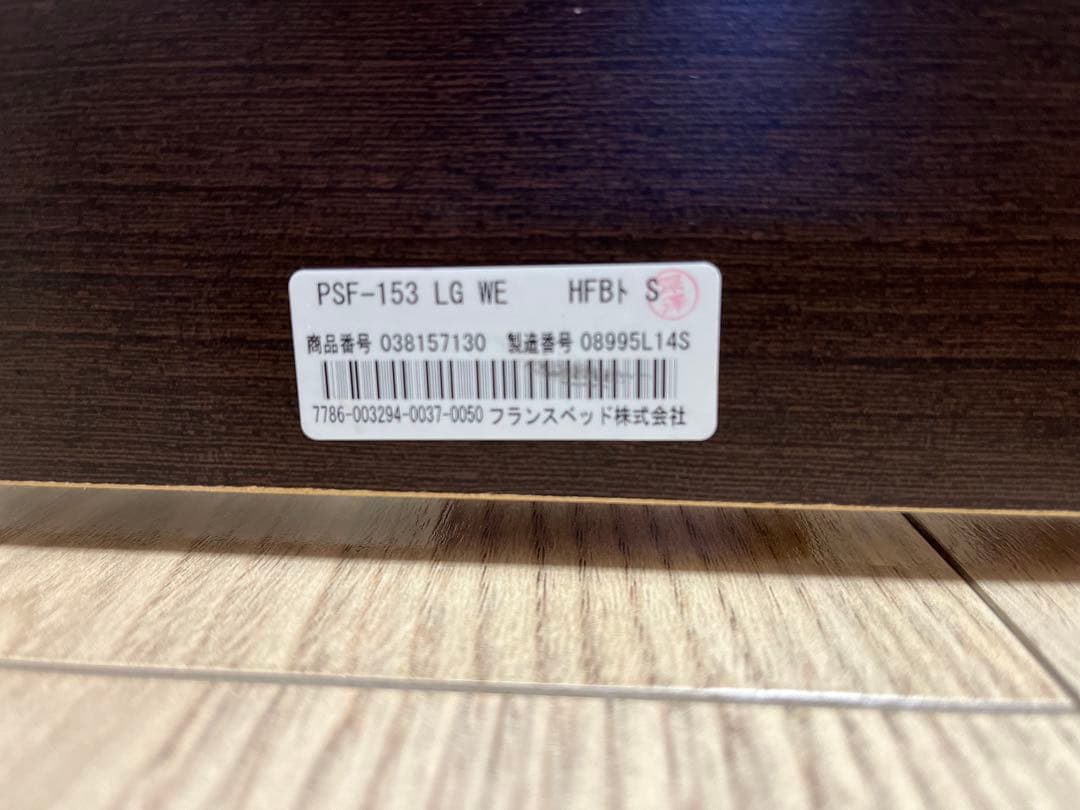 PSF-153 LG WE HFBト S
商品番号 038157130 製造番号 08995L14S
7786-003294-0037-0050 フランスベッド株式会社